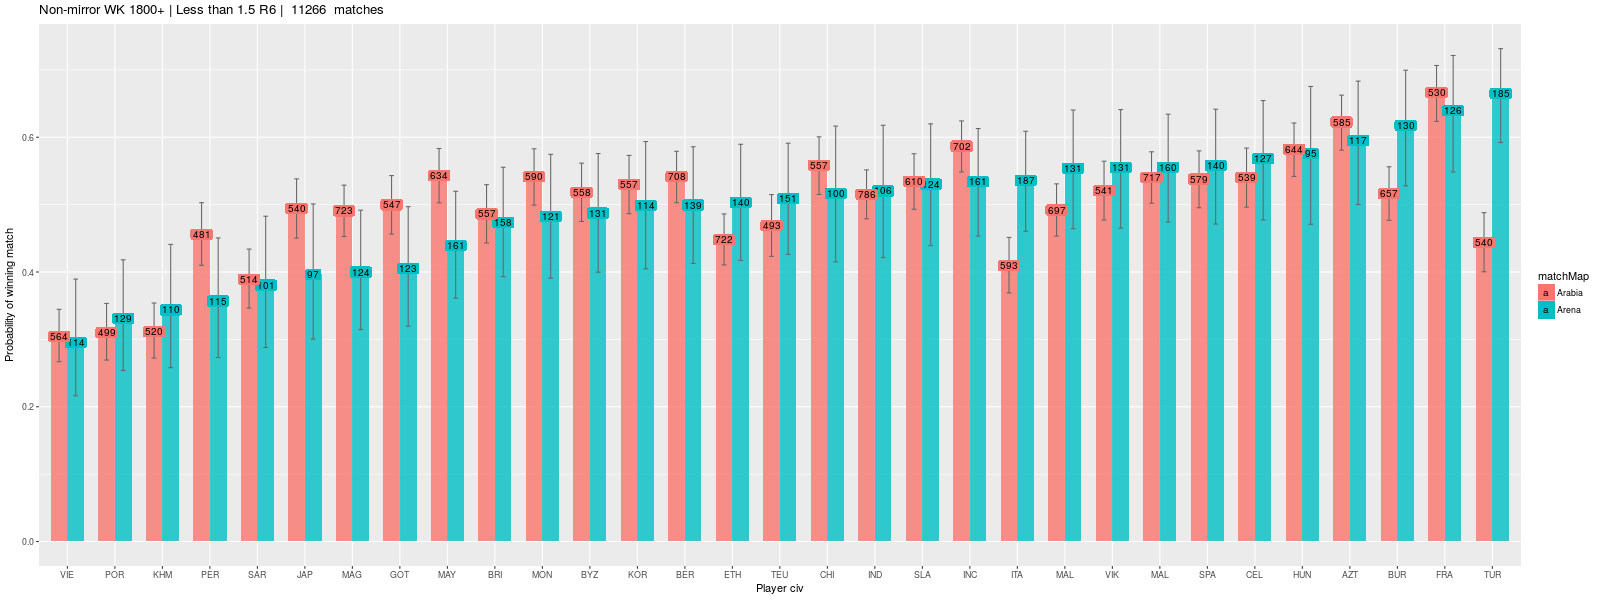 Non-mirror WK 1800+ | Less than 1.5 R6 | 11266 matches
Probability of winning match
0.6
0.4
0.2
0.0
564 499 520 481 514 540 723 547 634 557 590 558 557 708 722 493 557 786 610 702 593 697 541 717 579 539 644 585 657 530 540
129 110 115 101 97 124 123 161 158 121 131 114 139 140 151 100 106 124 161 187 131 131 160 140 127 95 117 130 126 185
VIE POR KHM PER SAR JAP MAG GOT MAY BRI MON BYZ KOR BER ETH TEU CHI IND SLA INC ITA MAL VIK MAL SPA CEL HUN AZT BUR FRA TUR
Player civ
matchMap
a Arabia
a Arena